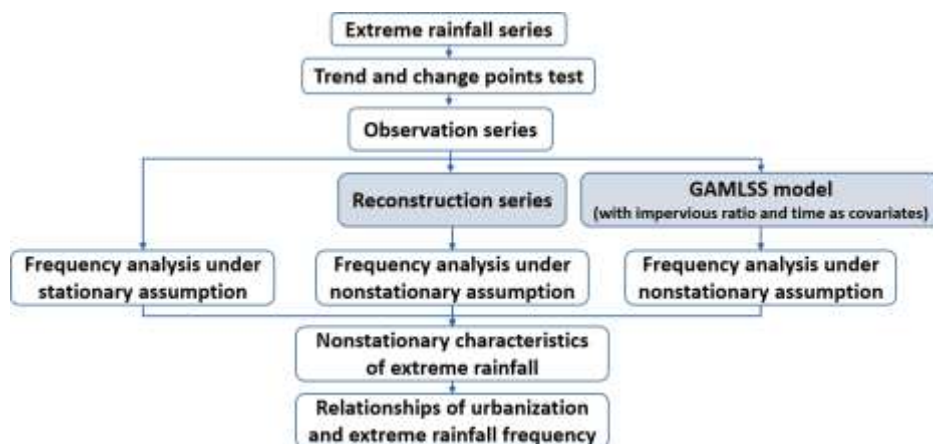 Extreme rainfall series
Trend and change points test
Observation series
Reconstruction series
GAMLSS model
(with impervious ratio and time as covariates)
Frequency analysis under
stationary assumption
Frequency analysis under
nonstationary assumption
Frequency analysis under
nonstationary assumption
Nonstationary characteristics
of extreme rainfall
Relationships of urbanization
and extreme rainfall frequency